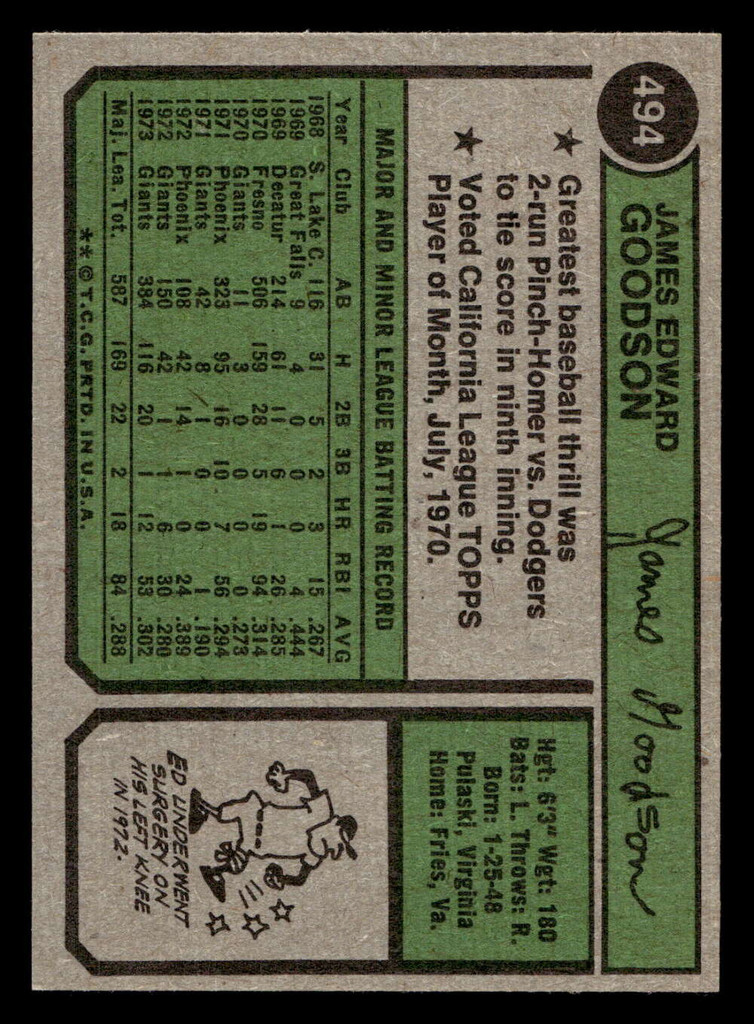 494
JAMES EDWARD
GOODSON
James Goodson
★ Greatest baseball thrill was
2-run Pinch-Homer vs. Dodgers
to tie score in ninth inning.
★ Voted California League TOPPS
Player of Month, July, 1970.
Hgt: 6'3" Wgt: 180
Bats: L. Throws: R.
Born: 1-25-48
Pulaski, Virginia
Home: Fries, Va.
MAJOR AND MINOR LEAGUE BATTING RECORD
Year Club AB H 2B 3B HR RBI AVG
1968 S. Lake C. 116 31 5 2 3 15 .267
1969 Great Falls 9 4 0 0 0 4 .444
1969 Decatur 214 61 11 6 1 26 .285
1970 Fresno 506 159 28 5 19 94 .314
1970 Giants 11 3 0 0 0 0 .273
1971 Phoenix 323 95 16 10 7 56 .294
1971 Giants 42 8 1 0 0 1 .190
1972 Phoenix 108 42 14 1 0 24 .389
1972 Giants 150 42 1 1 6 30 .280
1973 Giants 384 116 20 1 12 53 .302
Maj. Lea. Tot. 587 169 22 2 18 84 .288
★★ © T.C.G. PRTD. IN U.S.A.
ED UNDERWENT
SURGERY ON
HIS LEFT KNEE
IN 1972.